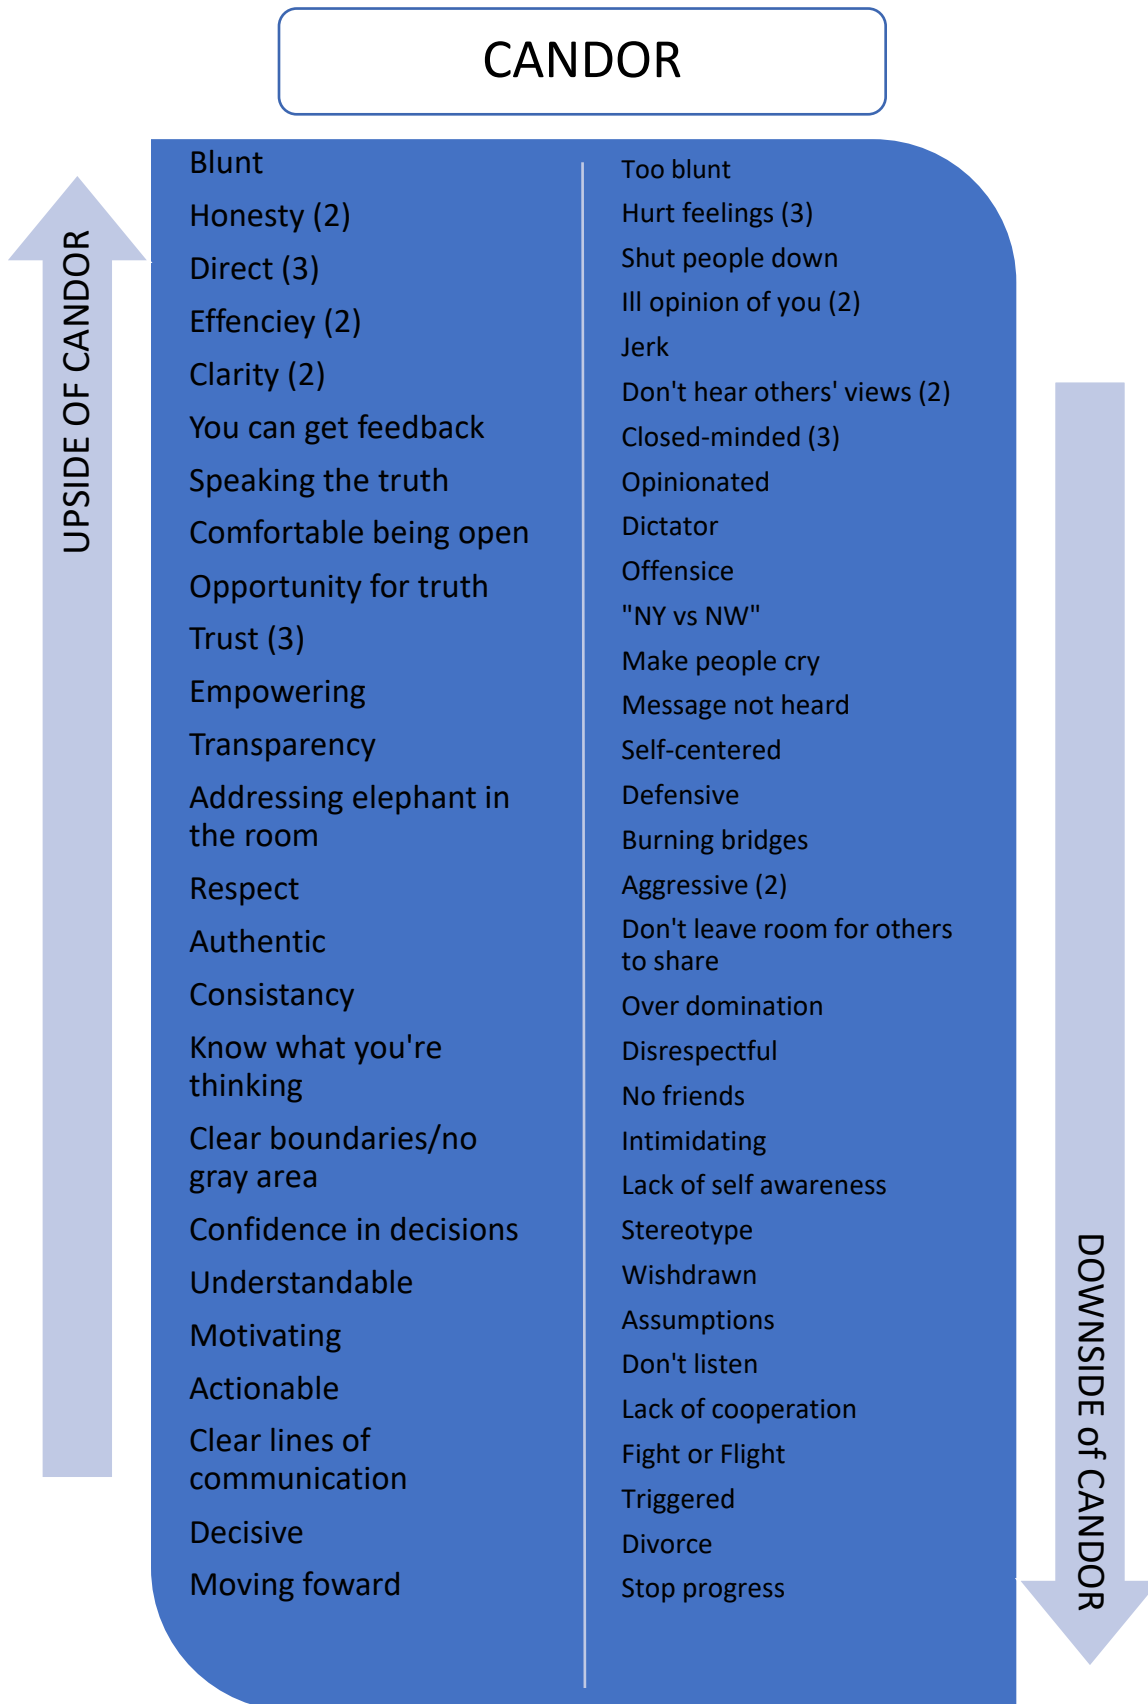 CANDOR
UPSIDE OF CANDOR
Blunt
Honesty (2)
Direct (3)
Effenciey (2)
Clarity (2)
You can get feedback
Speaking the truth
Comfortable being open
Opportunity for truth
Trust (3)
Empowering
Transparency
Addressing elephant in
the room
Respect
Authentic
Consistancy
Know what you're
thinking
Clear boundaries/no
gray area
Confidence in decisions
Understandable
Motivating
Actionable
Clear lines of
communication
Decisive
Moving foward
Too blunt
Hurt feelings (3)
Shut people down
Ill opinion of you (2)
Jerk
Don't hear others' views (2)
Closed-minded (3)
Opinionated
Dictator
Offensice
"NY vs NW"
Make people cry
Message not heard
Self-centered
Defensive
Burning bridges
Aggressive (2)
Don't leave room for others
to share
Over domination
Disrespectful
No friends
Intimidating
Lack of self awareness
Stereotype
Wishdrawn
Assumptions
Don't listen
Lack of cooperation
Fight or Flight
Triggered
Divorce
Stop progress
DOWNSIDE of CANDOR